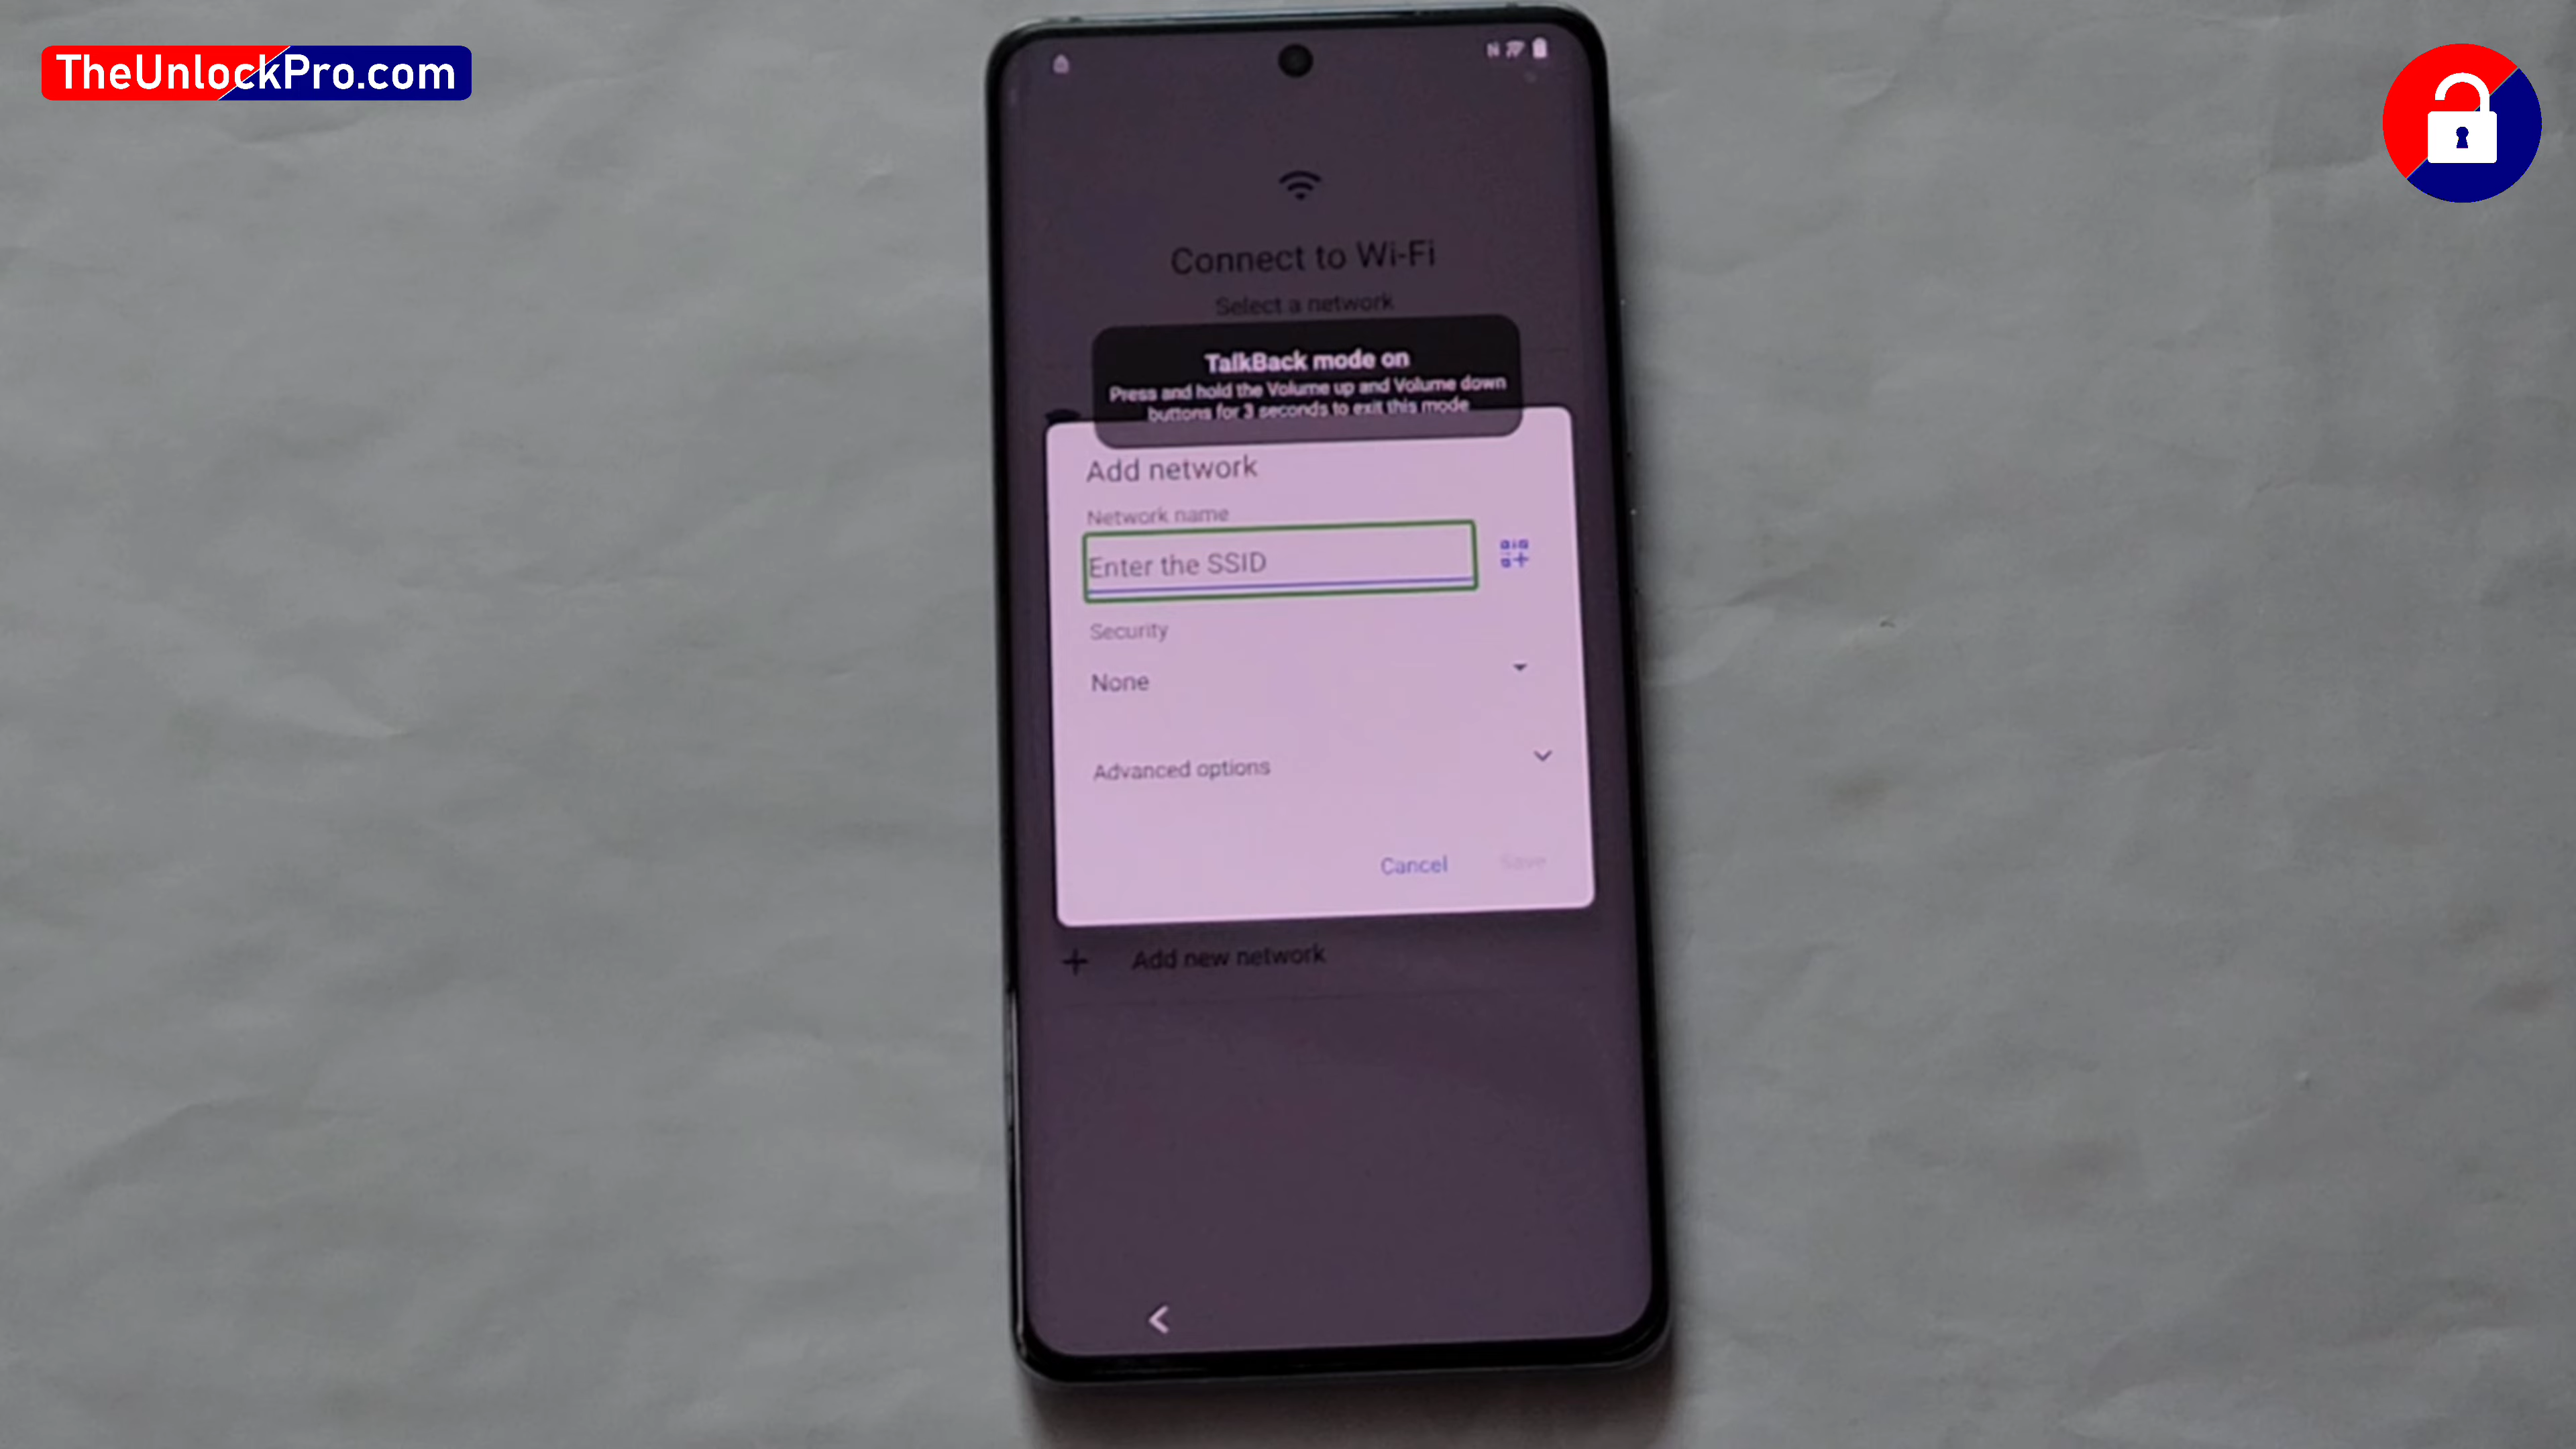 TheUnlockPro.com
Connect to Wi-Fi
Select a network
TalkBack mode on
Press and hold the Volume up and Volume down
buttons for 3 seconds to exit this mode
Add network
Network name
Enter the SSID
Security
None
Advanced options
Cancel Save
Add new network